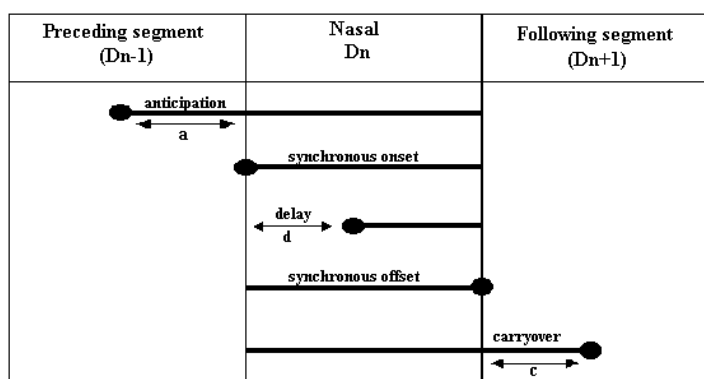 Preceding segment
(Dn-1)
Nasal
Dn
Following segment
(Dn+1)
anticipation
a
synchronous onset
delay
d
synchronous offset
carryover
c